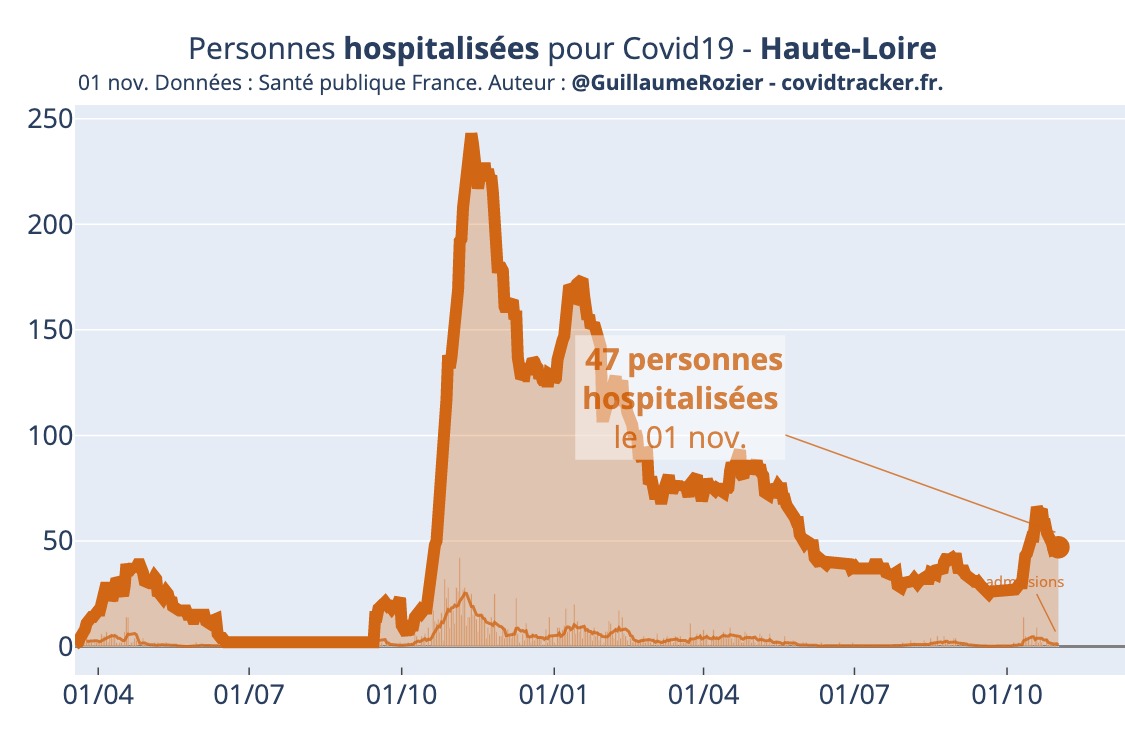 Personnes hospitalisées pour Covid19 - Haute-Loire
01 nov. Données : Santé publique France. Auteur : @GuillaumeRozier - covidtracker.fr.
250
200
150
100
50
0
47 personnes
hospitalisées
le 01 nov.
admissions
01/04 01/07 01/10 01/01 01/04 01/07 01/10